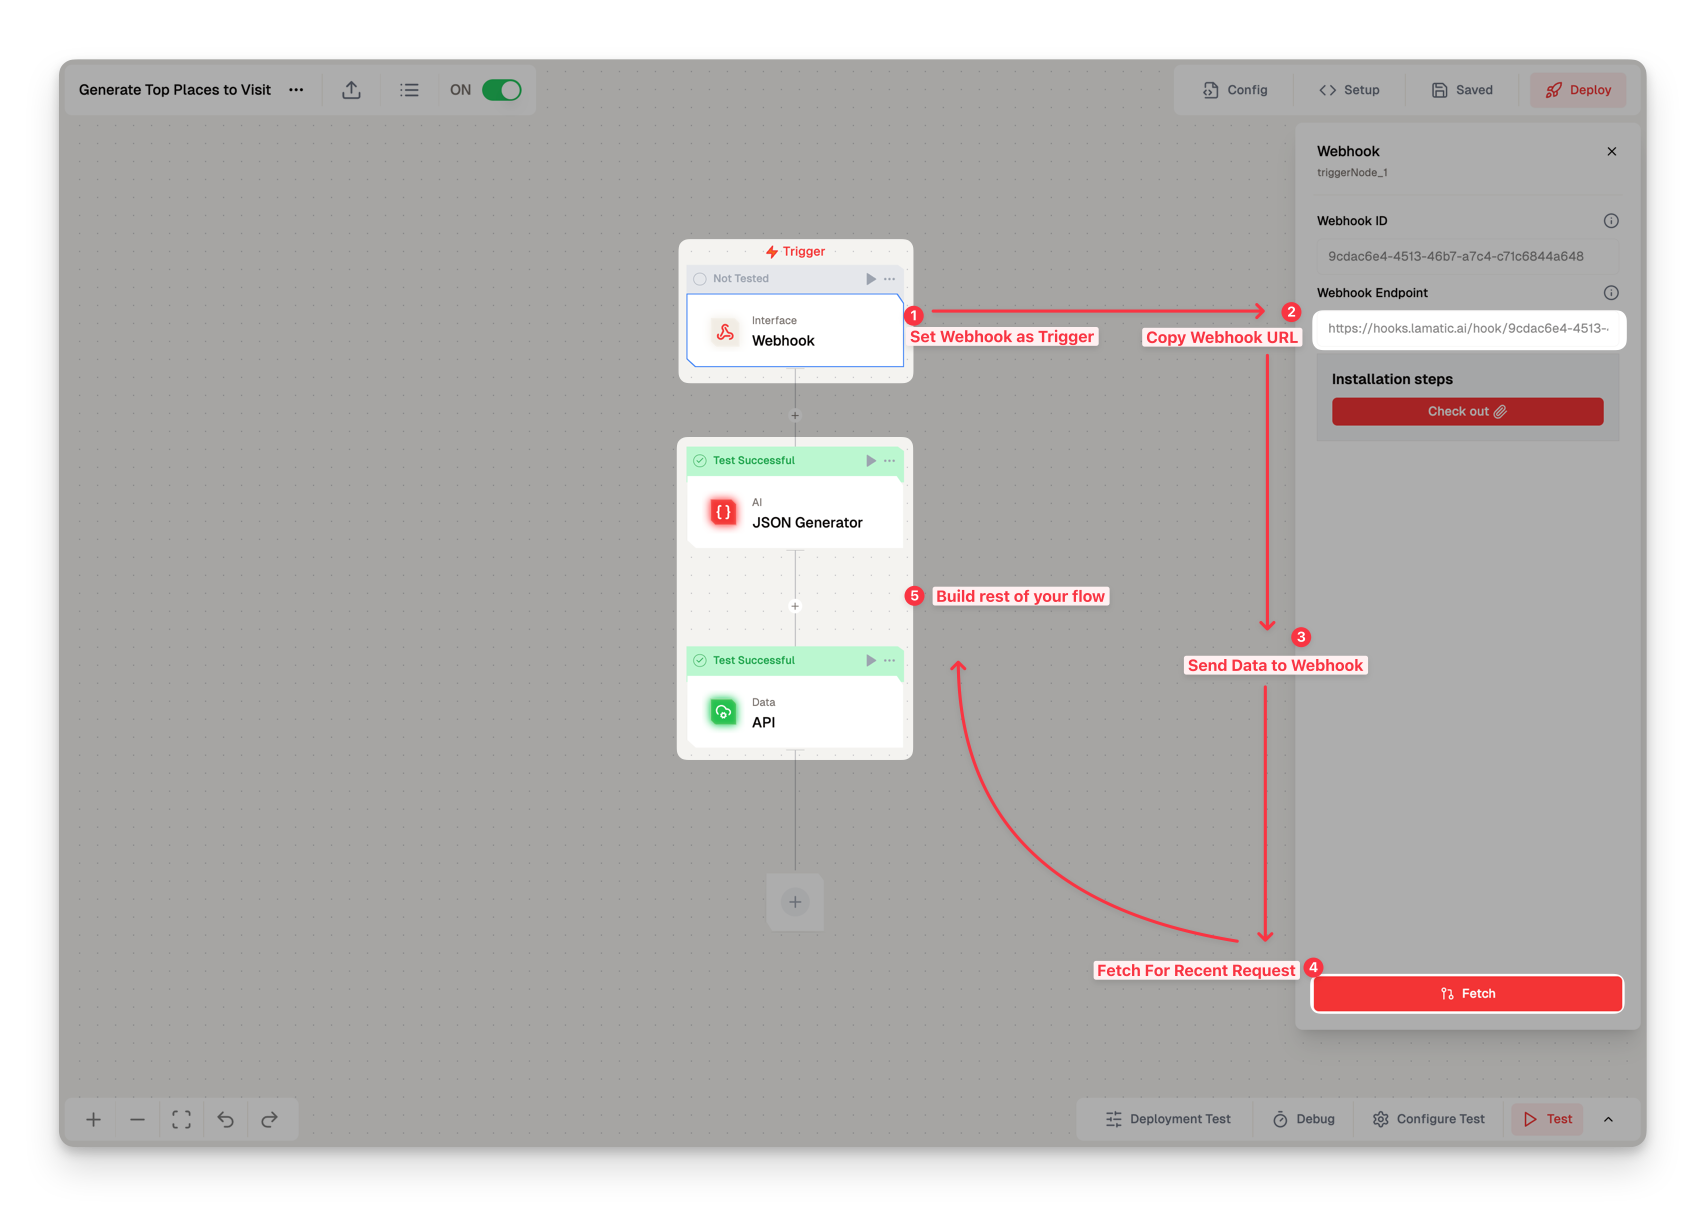 Generate Top Places to Visit
ON
Config
Setup
Saved
Deploy
Webhook
triggerNode_1
Webhook ID
9cdac6e4-4513-46b7-a7c4-c71c6844a648
Webhook Endpoint
https://hooks.lamatic.ai/hook/9cdac6e4-4513-
Installation steps
Check out
Trigger
Not Tested
Interface
Webhook
1
Set Webhook as Trigger
2
Copy Webhook URL
Test Successful
AI
JSON Generator
5
Build rest of your flow
3
Send Data to Webhook
Test Successful
Data
API
Fetch For Recent Request
4
Fetch
Deployment Test
Debug
Configure Test
Test